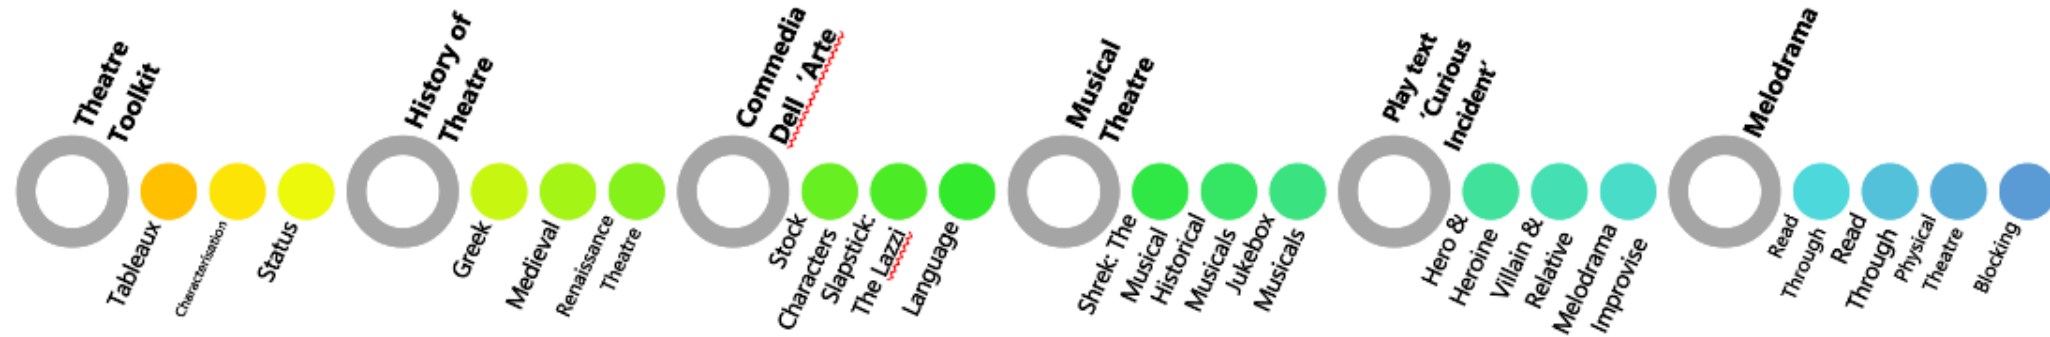 Theatre
Toolkit
Tableaux
Characterisation
Status
History of
Theatre
Greek
Medieval
Renaissance
Theatre
Commedia
Dell 'Arte
Stock
Characters
Slapstick:
The Lazzi
Language
Musical
Theatre
Shrek: The
Musical
Historical
Musicals
Jukebox
Musicals
Play text
‘Curious
Incident’
Hero &
Heroine
Villain &
Relative
Melodrama
Improvise
Melodrama
Read
Through
Read
Through
Physical
Theatre
Blocking